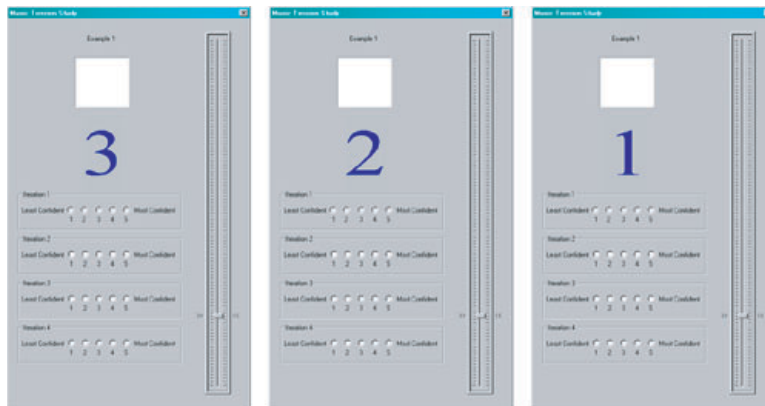 Music Tension Study
Example 1
3
Iteration 1
Least Confident Most Confident
1 2 3 4 5
Iteration 2
Least Confident Most Confident
1 2 3 4 5
Iteration 3
Least Confident Most Confident
1 2 3 4 5
Iteration 4
Least Confident Most Confident
1 2 3 4 5
Music Tension Study
Example 1
2
Iteration 1
Least Confident Most Confident
1 2 3 4 5
Iteration 2
Least Confident Most Confident
1 2 3 4 5
Iteration 3
Least Confident Most Confident
1 2 3 4 5
Iteration 4
Least Confident Most Confident
1 2 3 4 5
Music Tension Study
Example 1
1
Iteration 1
Least Confident Most Confident
1 2 3 4 5
Iteration 2
Least Confident Most Confident
1 2 3 4 5
Iteration 3
Least Confident Most Confident
1 2 3 4 5
Iteration 4
Least Confident Most Confident
1 2 3 4 5